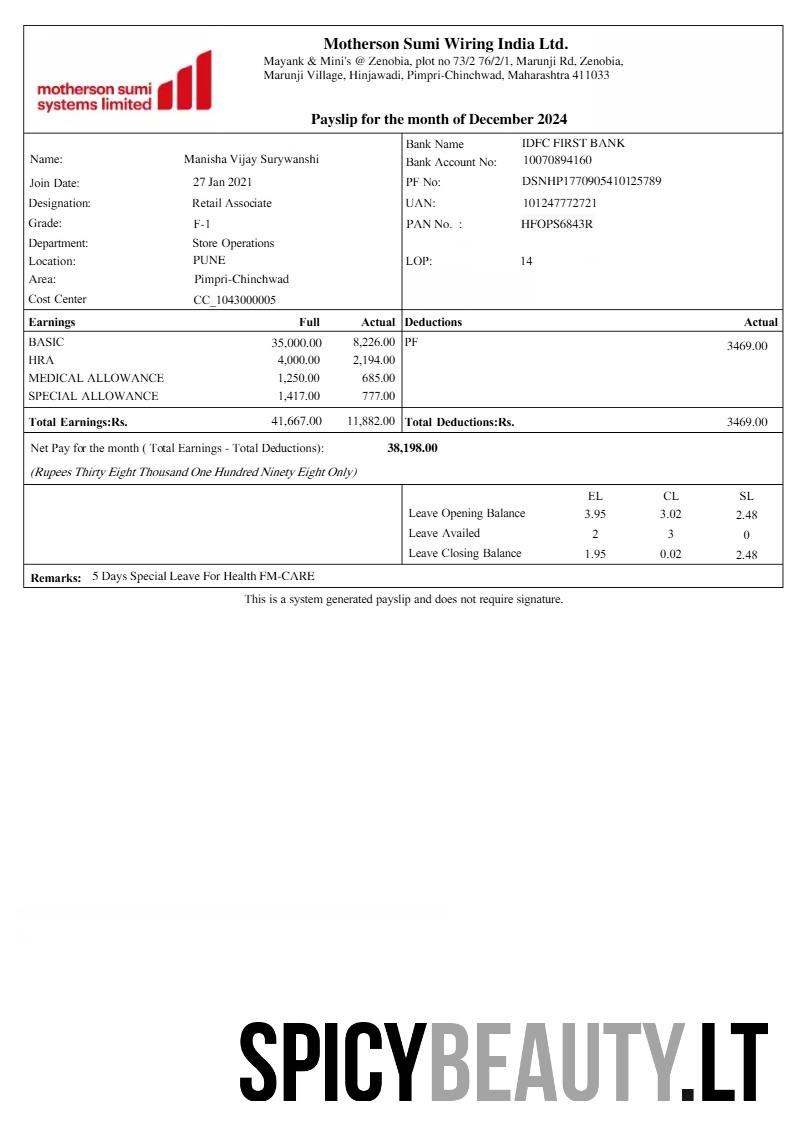 Motherson Sumi Wiring India Ltd.
Mayank & Mini's @ Zenobia, plot no 73/2 76/2/1, Marunji Rd, Zenobia,
Marunji Village, Hinjawadi, Pimpri-Chinchwad, Maharashtra 411033
motherson sumi
systems limited
Payslip for the month of December 2024
Name: Manisha Vijay Surywanshi
Join Date: 27 Jan 2021
Designation: Retail Associate
Grade: F-1
Department: Store Operations
Location: PUNE
Area: Pimpri-Chinchwad
Cost Center CC_1043000005
Bank Name IDFC FIRST BANK
Bank Account No: 10070894160
PF No: DSNHP1770905410125789
UAN: 101247772721
PAN No. : HFOPS6843R
LOP: 14
Earnings Full Actual Deductions Actual
BASIC 35,000.00 8,226.00 PF 3469.00
HRA 4,000.00 2,194.00
MEDICAL ALLOWANCE 1,250.00 685.00
SPECIAL ALLOWANCE 1,417.00 777.00
Total Earnings:Rs. 41,667.00 11,882.00 Total Deductions:Rs. 3469.00
Net Pay for the month ( Total Earnings - Total Deductions): 38,198.00
(Rupees Thirty Eight Thousand One Hundred Ninety Eight Only)
EL CL SL
Leave Opening Balance 3.95 3.02 2.48
Leave Availed 2 3 0
Leave Closing Balance 1.95 0.02 2.48
Remarks: 5 Days Special Leave For Health FM-CARE
This is a system generated payslip and does not require signature.
SPICYBEAUTY.LT